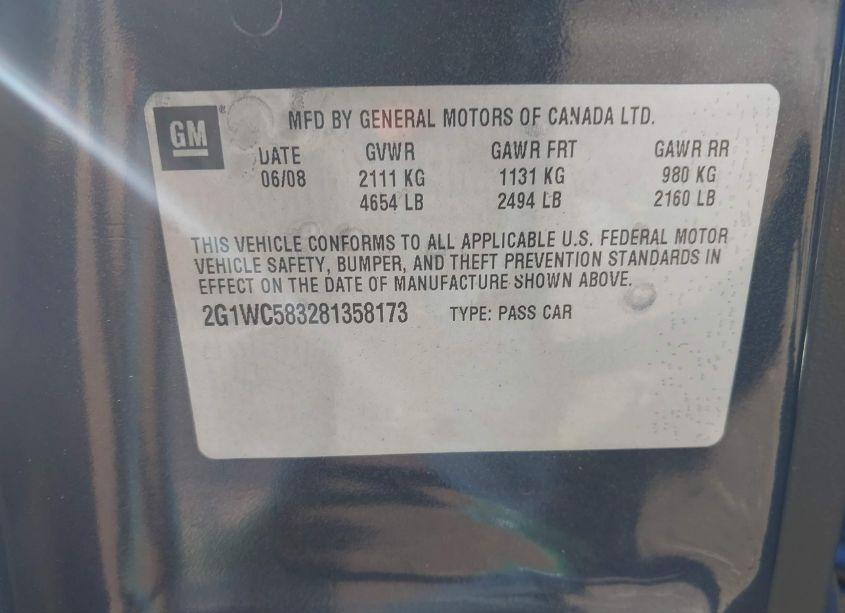 GM ® MFD BY GENERAL MOTORS OF CANADA LTD.
DATE GVWR GAWR FRT GAWR RR
06/08 2111 KG 1131 KG 980 KG
4654 LB 2494 LB 2160 LB
THIS VEHICLE CONFORMS TO ALL APPLICABLE U.S. FEDERAL MOTOR
VEHICLE SAFETY, BUMPER, AND THEFT PREVENTION STANDARDS IN
EFFECT ON THE DATE OF MANUFACTURE SHOWN ABOVE.
2G1WC583281358173 TYPE: PASS CAR